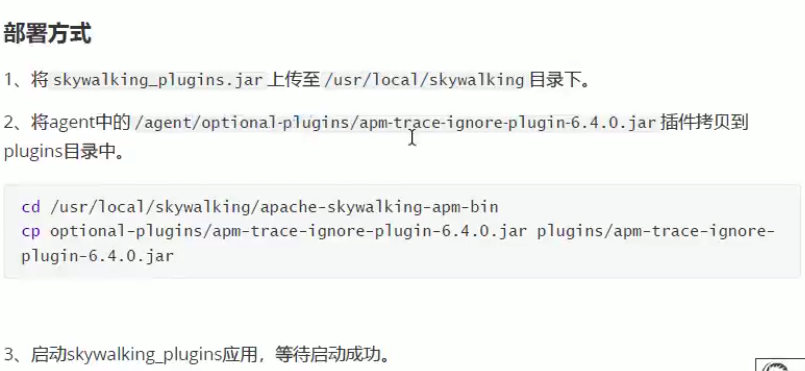 部署方式
1、将 skywalking_plugins.jar 上传至 /usr/local/skywalking 目录下。
2、将agent中的 /agent/optional-plugins/apm-trace-ignore-plugin-6.4.0.jar 插件拷贝到
plugins目录中。
cd /usr/local/skywalking/apache-skywalking-apm-bin
cp optional-plugins/apm-trace-ignore-plugin-6.4.0.jar plugins/apm-trace-ignore-
plugin-6.4.0.jar
3、启动skywalking_plugins应用，等待启动成功。